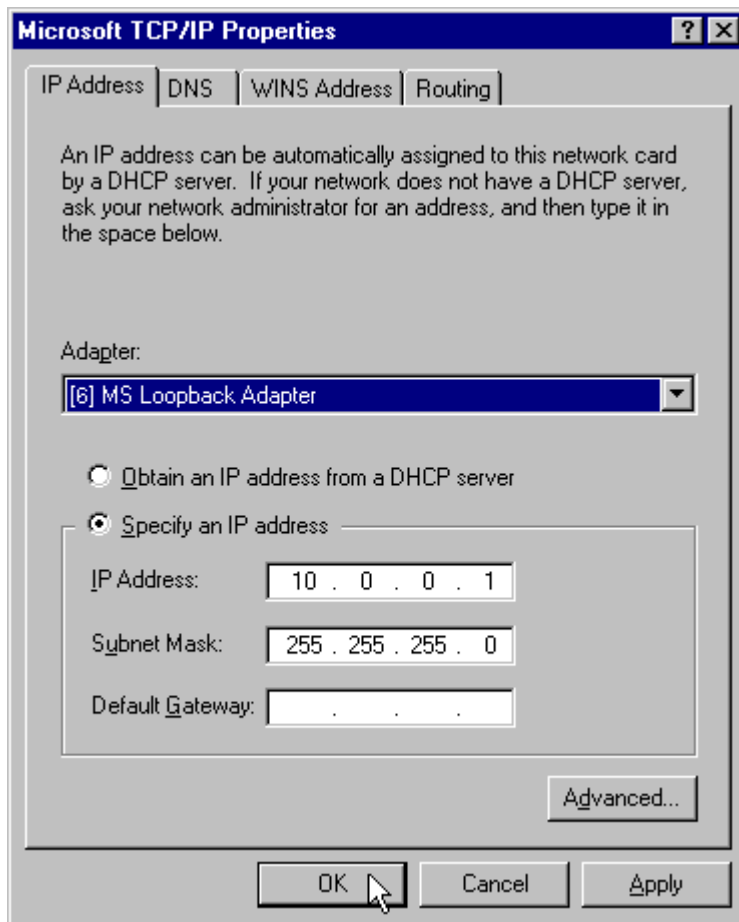 Microsoft TCP/IP Properties
IP Address DNS WINS Address Routing
An IP address can be automatically assigned to this network card
by a DHCP server. If your network does not have a DHCP server,
ask your network administrator for an address, and then type it in
the space below.
Adapter:
[6] MS Loopback Adapter
Obtain an IP address from a DHCP server
Specify an IP address
IP Address: 10 . 0 . 0 . 1
Subnet Mask: 255 . 255 . 255 . 0
Default Gateway: . . .
Advanced...
OK Cancel Apply